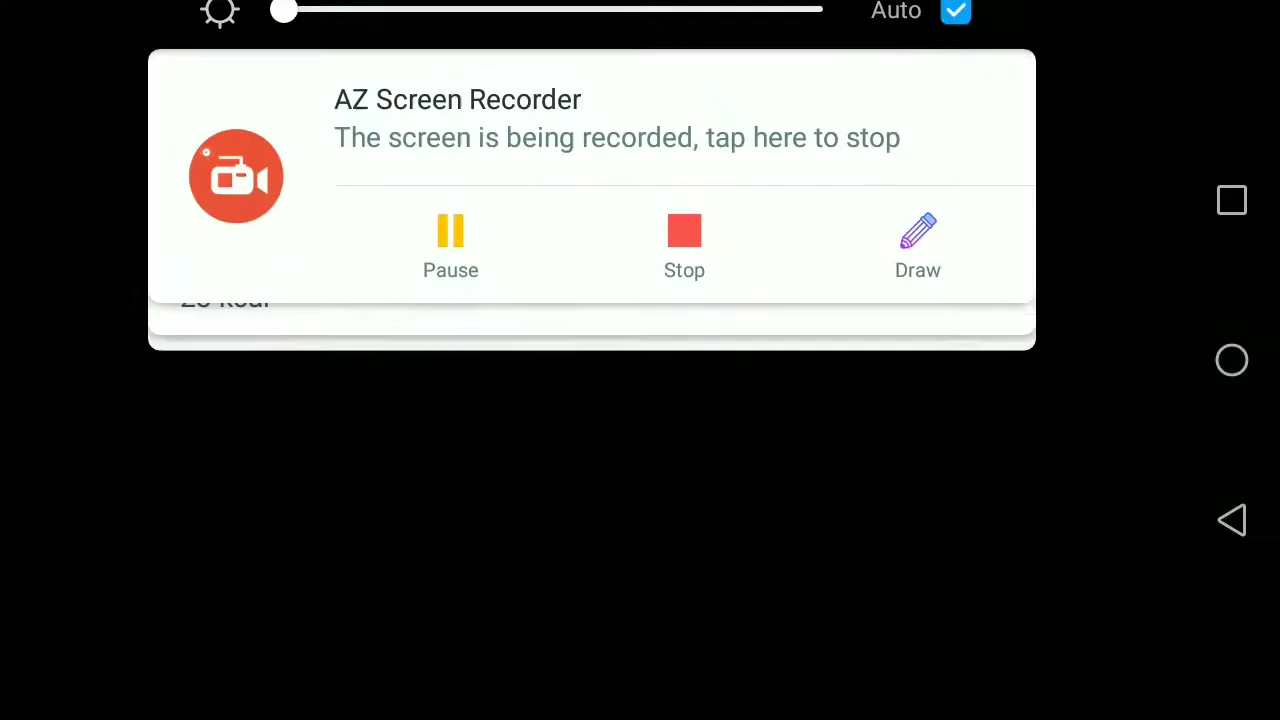 Auto
AZ Screen Recorder
The screen is being recorded, tap here to stop
Pause
Stop
Draw